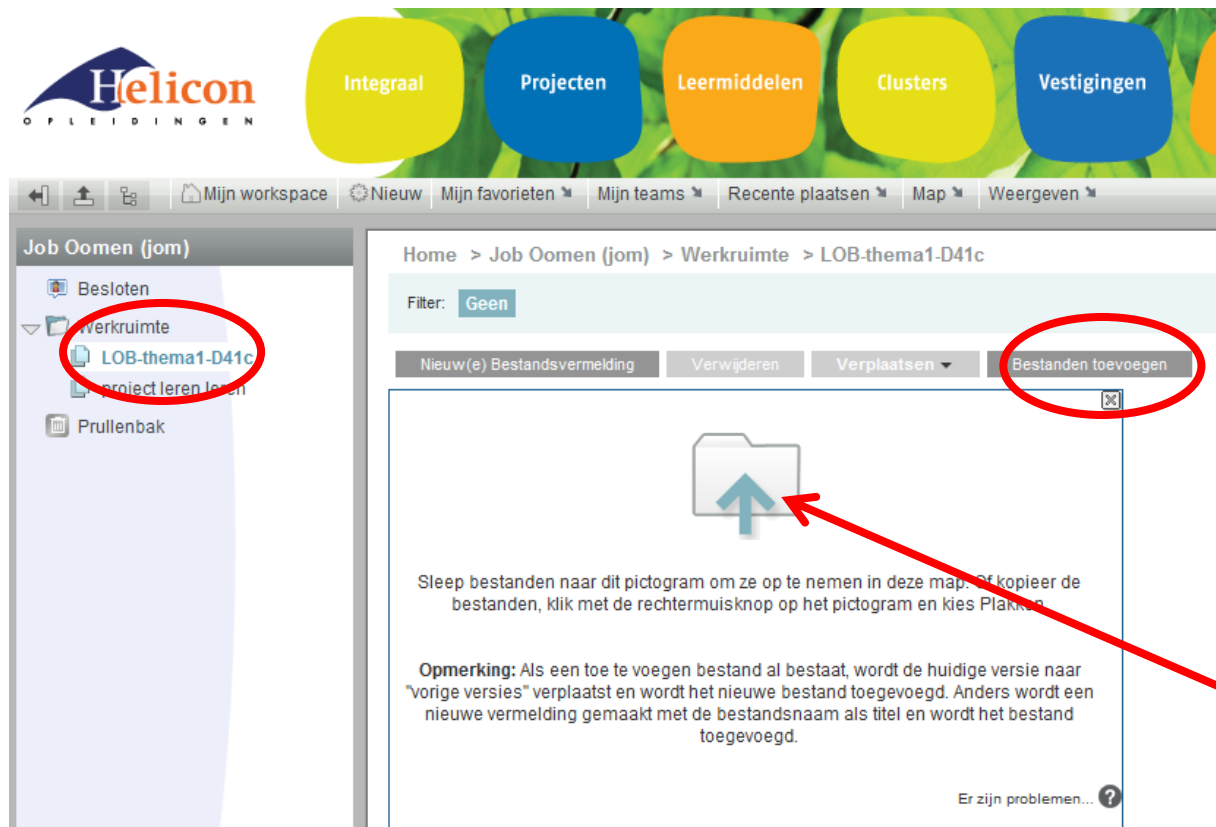 Helicon
OPLEIDINGEN
Integraal
Projecten
Leermiddelen
Clusters
Vestigingen
Mijn workspace
Nieuw
Mijn favorieten
Mijn teams
Recente plaatsen
Map
Weergeven
Job Oomen (jom)
Besloten
Werkruimte
LOB-thema1-D41c
project leren leren
Prullenbak
Home > Job Oomen (jom) > Werkruimte > LOB-thema1-D41c
Filter: Geen
Nieuw(e) Bestandsvermelding
Verwijderen
Verplaatsen
Bestanden toevoegen
Sleep bestanden naar dit pictogram om ze op te nemen in deze map. Of kopieer de
bestanden, klik met de rechtermuisknop op het pictogram en kies Plakken
Opmerking: Als een toe te voegen bestand al bestaat, wordt de huidige versie naar
"vorige versies" verplaatst en wordt het nieuwe bestand toegevoegd. Anders wordt een
nieuwe vermelding gemaakt met de bestandsnaam als titel en wordt het bestand
toegevoegd.
Er zijn problemen... ?